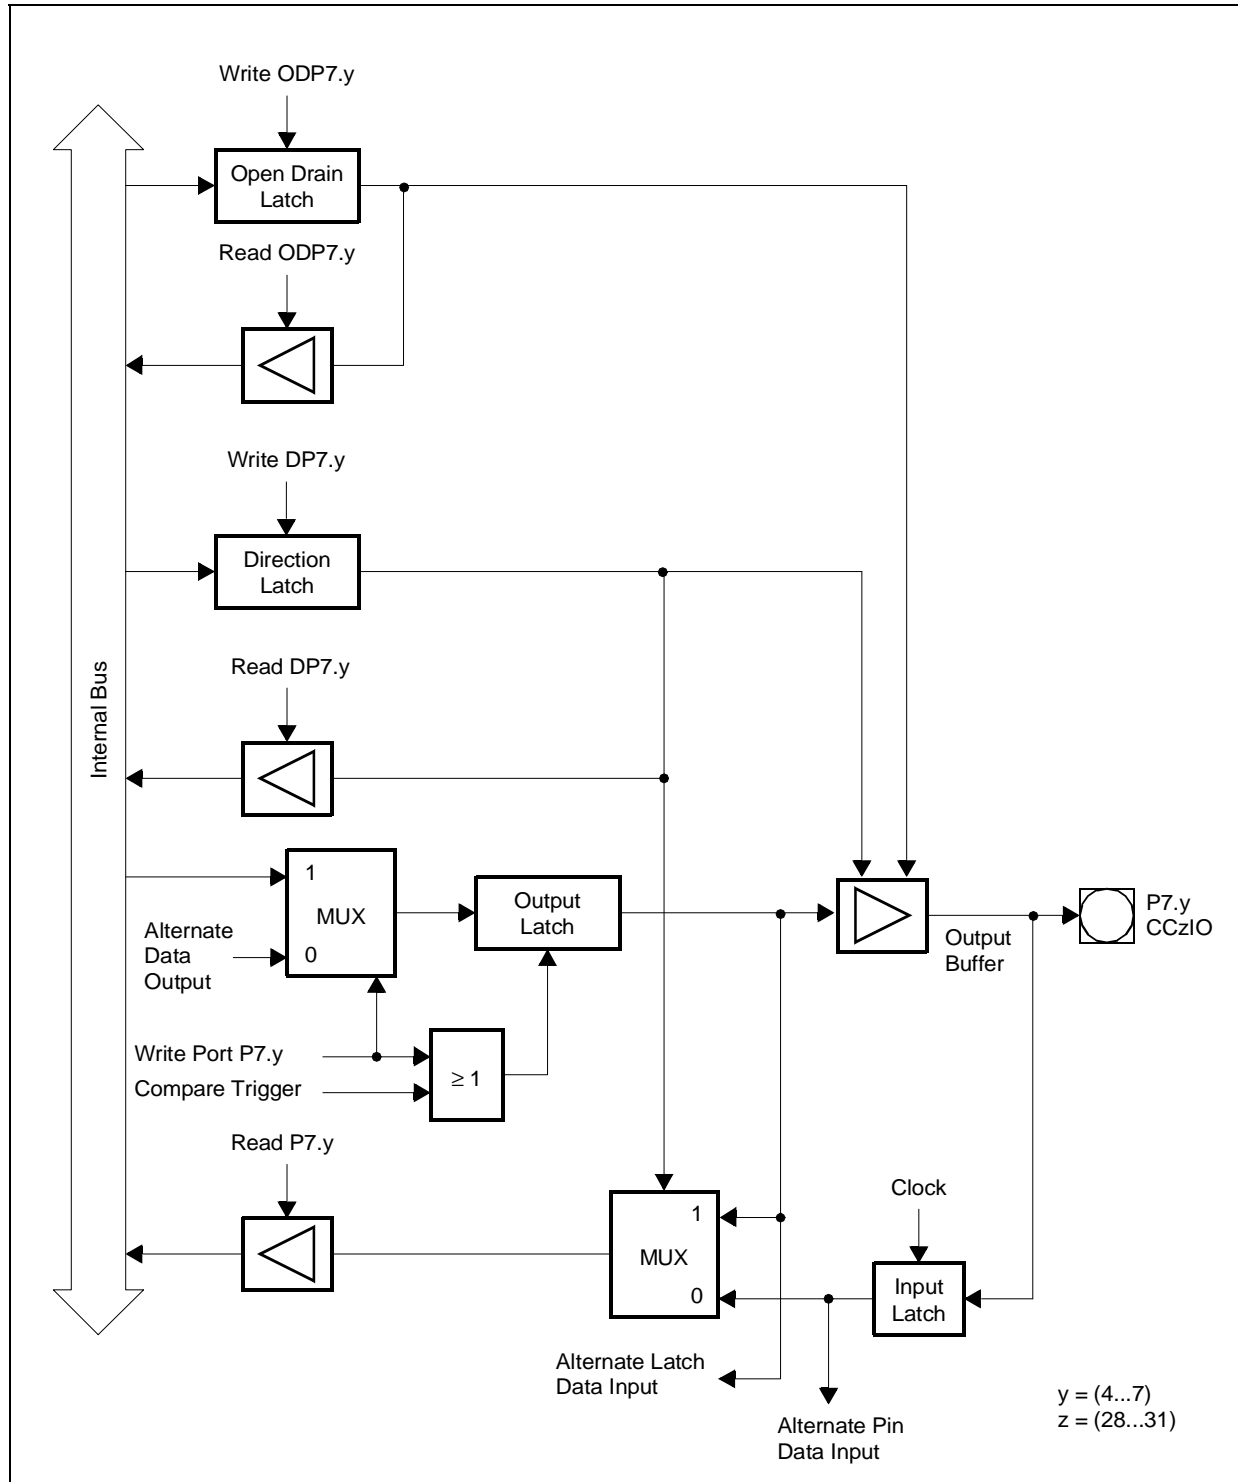 Write ODP7.y
Open Drain
Latch
Read ODP7.y
Write DP7.y
Direction
Latch
Internal Bus
Read DP7.y
1
MUX
0
Output
Latch
Alternate
Data
Output
Output
Buffer
P7.y
CCzIO
Write Port P7.y
Compare Trigger
≥ 1
Read P7.y
1
MUX
0
Clock
Input
Latch
Alternate Latch
Data Input
Alternate Pin
Data Input
y = (4...7)
z = (28...31)